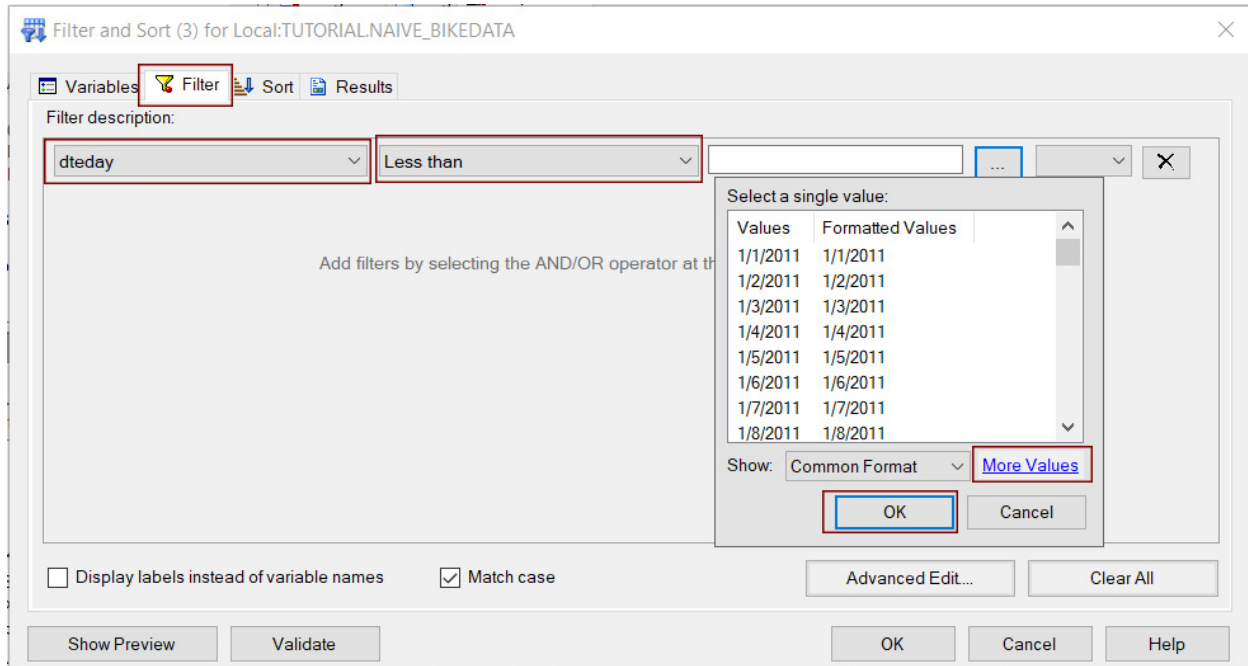 Filter and Sort (3) for Local:TUTORIAL.NAIVE_BIKEDATA
Variables Filter Sort Results
Filter description:
dteday Less than ...
Select a single value:
Values Formatted Values
1/1/2011 1/1/2011
Add filters by selecting the AND/OR operator at th
1/2/2011 1/2/2011
1/3/2011 1/3/2011
1/4/2011 1/4/2011
1/5/2011 1/5/2011
1/6/2011 1/6/2011
1/7/2011 1/7/2011
1/8/2011 1/8/2011
Show: Common Format More Values
OK Cancel
Display labels instead of variable names Match case Advanced Edit... Clear All
Show Preview Validate OK Cancel Help